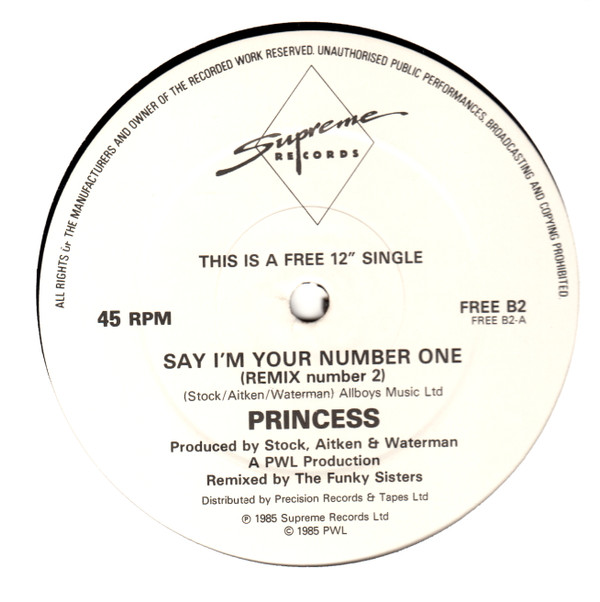 ALL RIGHTS OF THE MANUFACTURERS AND OWNER OF THE RECORDED WORK RESERVED. UNAUTHORISED PUBLIC PERFORMANCES, BROADCASTING AND COPYING PROHIBITED
Supreme
RECORDS
THIS IS A FREE 12" SINGLE
45 RPM
FREE B2
FREE B2-A
SAY I'M YOUR NUMBER ONE
(REMIX number 2)
(Stock/Aitken/Waterman) Allboys Music Ltd
PRINCESS
Produced by Stock, Aitken & Waterman
A PWL Production
Remixed by The Funky Sisters
Distributed by Precision Records & Tapes Ltd
℗ 1985 Supreme Records Ltd
© 1985 PWL